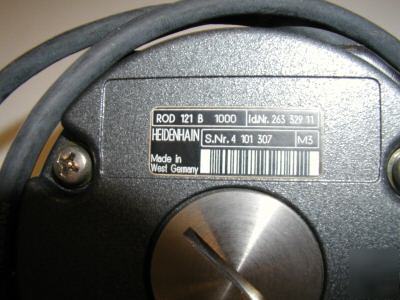 ROD 121 B 1000 Id.Nr. 263 329 11
HEIDENHAIN S.Nr. 4 101 307 M3
Made in
West Germany